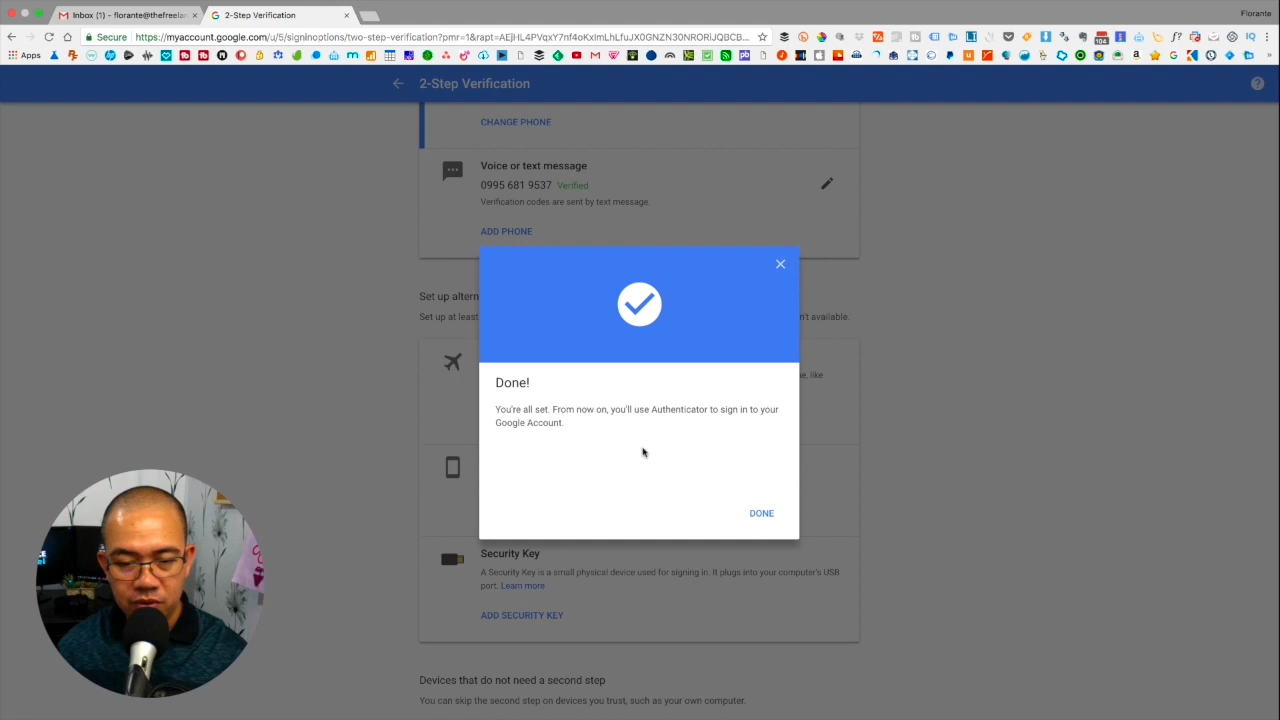 Inbox (1) - florante@thefreelan
2-Step Verification
Florante
Secure
https://myaccount.google.com/u/5/signinoptions/two-step-verification?pmr=1&rapt=
Apps
2-Step Verification
CHANGE PHONE
Voice or text message
0995 681 9537 Verified
Verification codes are sent by text message.
ADD PHONE
Set up altern
Set up at least
n't available.
ne, like
Done!
You're all set. From now on, you'll use Authenticator to sign in to your
Google Account.
DONE
Security Key
A Security Key is a small physical device used for signing in. It plugs into your computer's USB
port. Learn more
ADD SECURITY KEY
Devices that do not need a second step
You can skip the second step on devices you trust, such as your own computer.